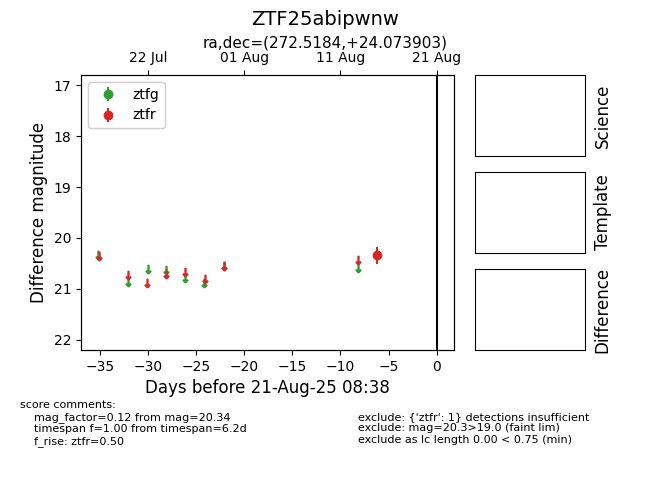 ZTF25abipwnw
ra,dec=(272.5184,+24.073903)
22 Jul 01 Aug 11 Aug 21 Aug
ztfg
ztfr
17
18
19
20
21
22
Difference magnitude
−35 −30 −25 −20 −15 −10 −5 0
Days before 21-Aug-25 08:38
Science
Template
Difference
score comments:
mag_factor=0.12 from mag=20.34
timespan f=1.00 from timespan=6.2d
f_rise: ztfr=0.50
exclude: {'ztfr': 1} detections insufficient
exclude: mag=20.3>19.0 (faint lim)
exclude as lc length 0.00 < 0.75 (min)